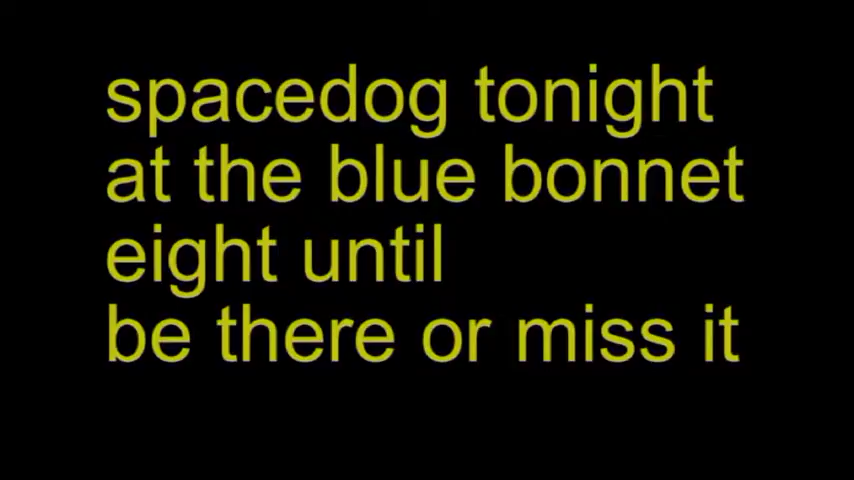 spacedog tonight
at the blue bonnet
eight until
be there or miss it